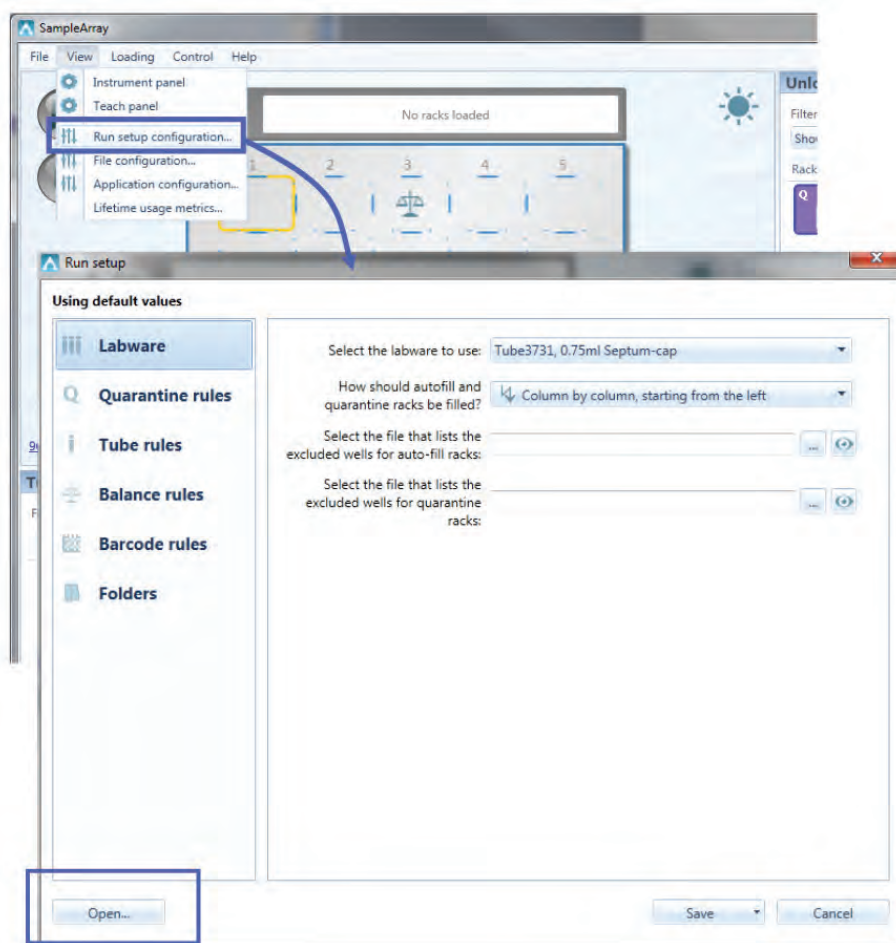 SampleArray
File View Loading Control Help
Instrument panel
Teach panel
Run setup configuration...
File configuration...
Application configuration...
Lifetime usage metrics...
No racks loaded
1 2 3 4 5
Filter
Rack
Q
Run setup
Using default values
Labware
Quarantine rules
Tube rules
Balance rules
Barcode rules
Folders
Select the labware to use: Tube3731, 0.75ml Septum-cap
How should autofill and
quarantine racks be filled? Column by column, starting from the left
Select the file that lists the
excluded wells for auto-fill racks: ...
Select the file that lists the
excluded wells for quarantine
racks: ...
Open...
Save
Cancel